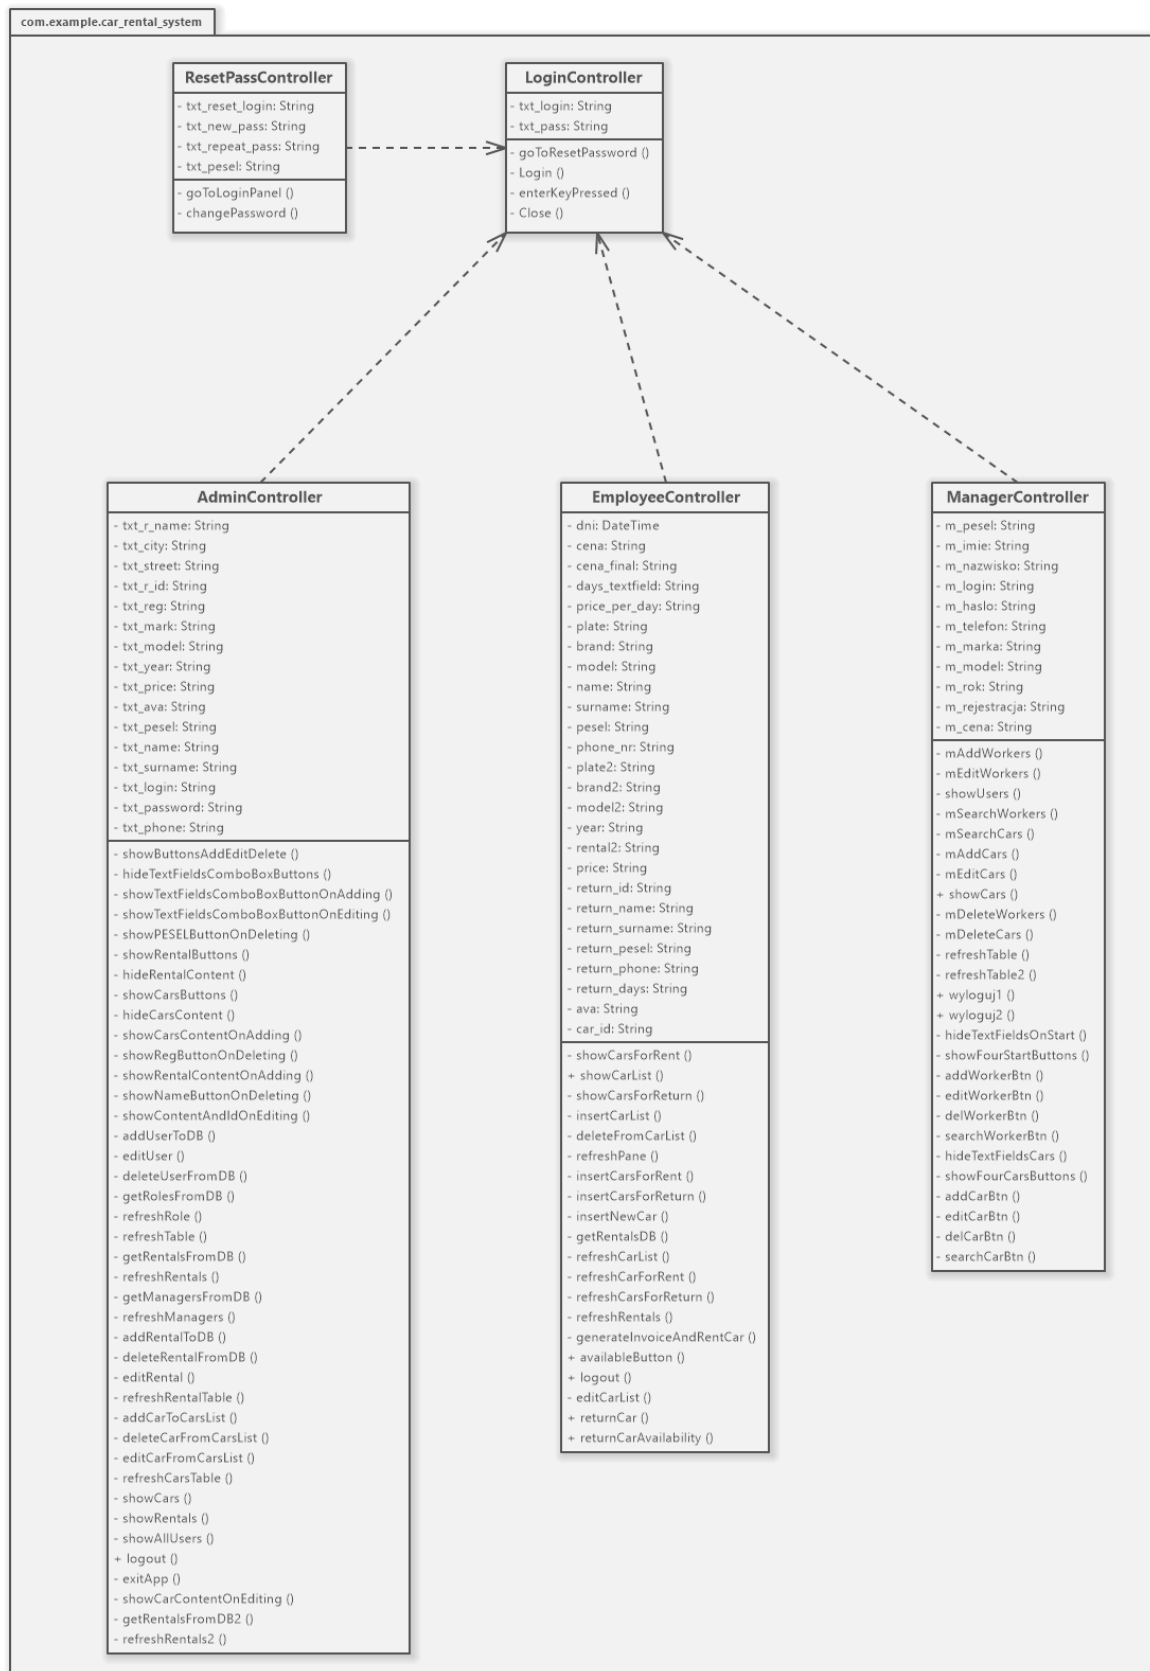 com.example.car_rental_system
ResetPassController
- txt_reset_login: String
- txt_new_pass: String
- txt_repeat_pass: String
- txt_pesel: String
- goToLoginPanel ()
- changePassword ()
LoginController
- txt_login: String
- txt_pass: String
- goToResetPassword ()
- Login ()
- enterKeyPressed ()
- Close ()
AdminController
- txt_r_name: String
- txt_city: String
- txt_street: String
- txt_r_id: String
- txt_reg: String
- txt_mark: String
- txt_model: String
- txt_year: String
- txt_price: String
- txt_ava: String
- txt_pesel: String
- txt_name: String
- txt_surname: String
- txt_login: String
- txt_password: String
- txt_phone: String
- showButtonsAddEditDelete ()
- hideTextFieldsComboBoxButtons ()
- showTextFieldsComboBoxButtonOnAdding ()
- showTextFieldsComboBoxButtonOnEditing ()
- showPESELButtonOnDeleting ()
- showRentalButtons ()
- hideRentalContent ()
- showCarsButtons ()
- hideCarsContent ()
- showCarsContentOnAdding ()
- showRegButtonOnDeleting ()
- showRentalContentOnAdding ()
- showNameButtonOnDeleting ()
- showContentAndIdOnEditing ()
- addUserToDB ()
- editUser ()
- deleteUserFromDB ()
- getRolesFromDB ()
- refreshRole ()
- refreshTable ()
- getRentalsFromDB ()
- refreshRentals ()
- getManagersFromDB ()
- refreshManagers ()
- addRentalToDB ()
- deleteRentalFromDB ()
- editRental ()
- refreshRentalTable ()
- addCarToCarsList ()
- deleteCarFromCarsList ()
- editCarFromCarsList ()
- refreshCarsTable ()
- showCars ()
- showRentals ()
- showAllUsers ()
+ logout ()
- exitApp ()
- showCarContentOnEditing ()
- getRentalsFromDB2 ()
- refreshRentals2 ()
EmployeeController
- dni: DateTime
- cena: String
- cena_final: String
- days_textfield: String
- price_per_day: String
- plate: String
- brand: String
- model: String
- name: String
- surname: String
- pesel: String
- phone_nr: String
- plate2: String
- brand2: String
- model2: String
- year: String
- rental2: String
- price: String
- return_id: String
- return_name: String
- return_surname: String
- return_pesel: String
- return_phone: String
- return_days: String
- ava: String
- car_id: String
- showCarsForRent ()
+ showCarList ()
- showCarsForReturn ()
- insertCarList ()
- deleteFromCarList ()
- refreshPane ()
- insertCarsForRent ()
- insertCarsForReturn ()
- insertNewCar ()
- getRentalsDB ()
- refreshCarList ()
- refreshCarForRent ()
- refreshCarsForReturn ()
- refreshRentals ()
- generateInvoiceAndRentCar ()
+ availableButton ()
+ logout ()
- editCarList ()
+ returnCar ()
+ returnCarAvailability ()
ManagerController
- m_pesel: String
- m_imie: String
- m_nazwisko: String
- m_login: String
- m_haslo: String
- m_telefon: String
- m_marka: String
- m_model: String
- m_rok: String
- m_rejestracja: String
- m_cena: String
- mAddWorkers ()
- mEditWorkers ()
- showUsers ()
- mSearchWorkers ()
- mSearchCars ()
- mAddCars ()
- mEditCars ()
+ showCars ()
- mDeleteWorkers ()
- mDeleteCars ()
- refreshTable ()
- refreshTable2 ()
+ wyloguj1 ()
+ wyloguj2 ()
- hideTextFieldsOnStart ()
- showFourStartButtons ()
- addWorkerBtn ()
- editWorkerBtn ()
- delWorkerBtn ()
- searchWorkerBtn ()
- hideTextFieldsCars ()
- showFourCarsButtons ()
- addCarBtn ()
- editCarBtn ()
- delCarBtn ()
- searchCarBtn ()